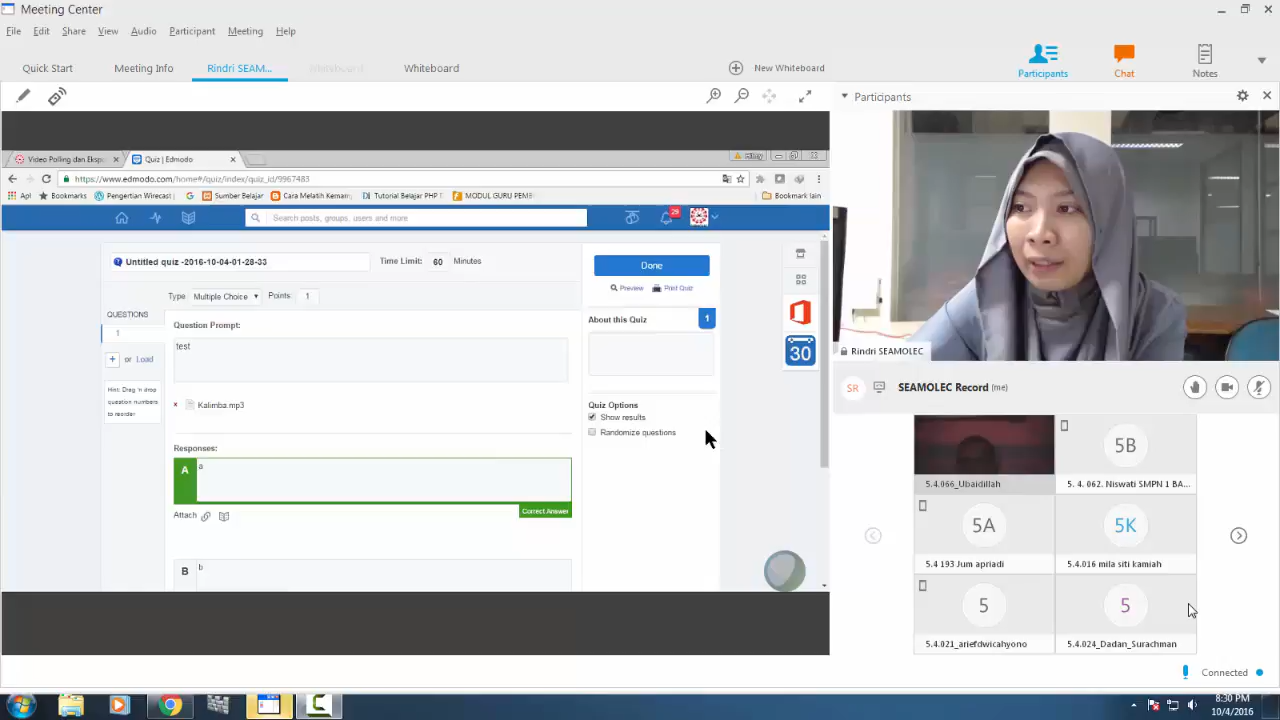 Meeting Center
File Edit Share View Audio Participant Meeting Help
Quick Start Meeting Info Rindri SEAM... Whiteboard Whiteboard New Whiteboard
Participants Chat Notes
Participants
Video Polling dan Ekspo
Quiz | Edmodo
https://www.edmodo.com/home#/quiz/index/quiz_id/9967483
Apl Bookmarks Pengertian Wirecast Sumber Belajar Cara Melatih Keman Tutorial Belajar PHP MODUL GURU PEMB Bookmark lain
Search posts, groups, users and more
29
Untitled quiz -2016-10-04-01-28-33 Time Limit: 60 Minutes
Done
Type Multiple Choice Points: 1
Preview Print Quiz
QUESTIONS
1
+ or Load
Hint: Drag 'n drop
question numbers
to reorder
Question Prompt:
test
Kalimba.mp3
About this Quiz 1
Quiz Options
Show results
Randomize questions
30
Responses:
A a
Correct Answer
Attach
B b
Rindri SEAMOLEC
SR SEAMOLEC Record (me)
5.4.066_Ubaidillah
5B
5. 4. 062. Niswati SMPN 1 BA...
5A
5.4 193 Jum apriadi
5K
5.4.016 mila siti kamiah
5
5.4.021_ariefdwicahyono
5
5.4.024_Dadan_Surachman
Connected
8:30 PM
10/4/2016